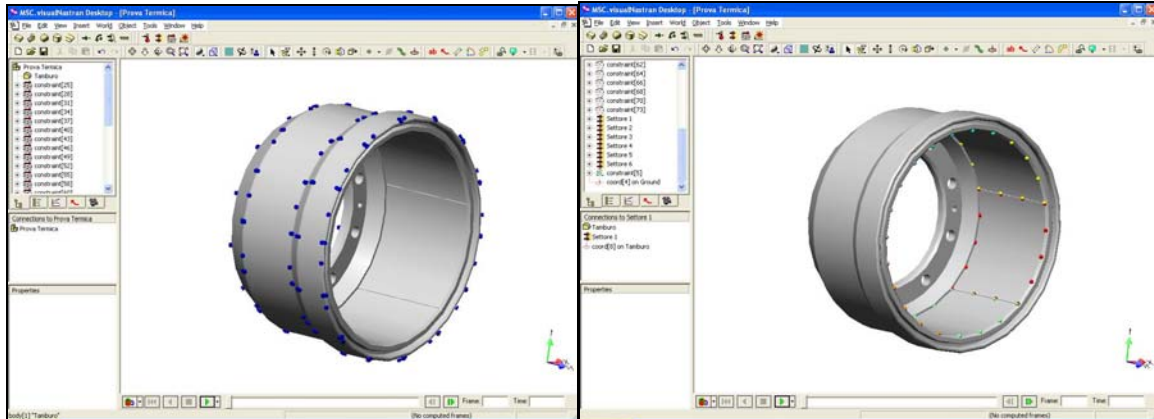 MSC.visualNastran Desktop - [Prova Termica]
File Edit View Insert World Object Tools Window Help
Prova Termica
Tamburo
constraint[25]
constraint[28]
constraint[31]
constraint[34]
constraint[37]
constraint[40]
constraint[43]
constraint[46]
constraint[49]
constraint[52]
constraint[55]
constraint[58]
Connections to Prova Termica
Prova Termica
Properties
Frame:
Time:
body[1] "Tamburo"
(No computed frames)
MSC.visualNastran Desktop - [Prova Termica]
File Edit View Insert World Object Tools Window Help
constraint[62]
constraint[64]
constraint[66]
constraint[68]
constraint[70]
constraint[73]
Settore 1
Settore 2
Settore 3
Settore 4
Settore 5
Settore 6
constraint[5]
coord[4] on Ground
Connections to Settore 1
Tamburo
Settore 1
coord[8] on Tamburo
Properties
Frame:
Time:
(No computed frames)